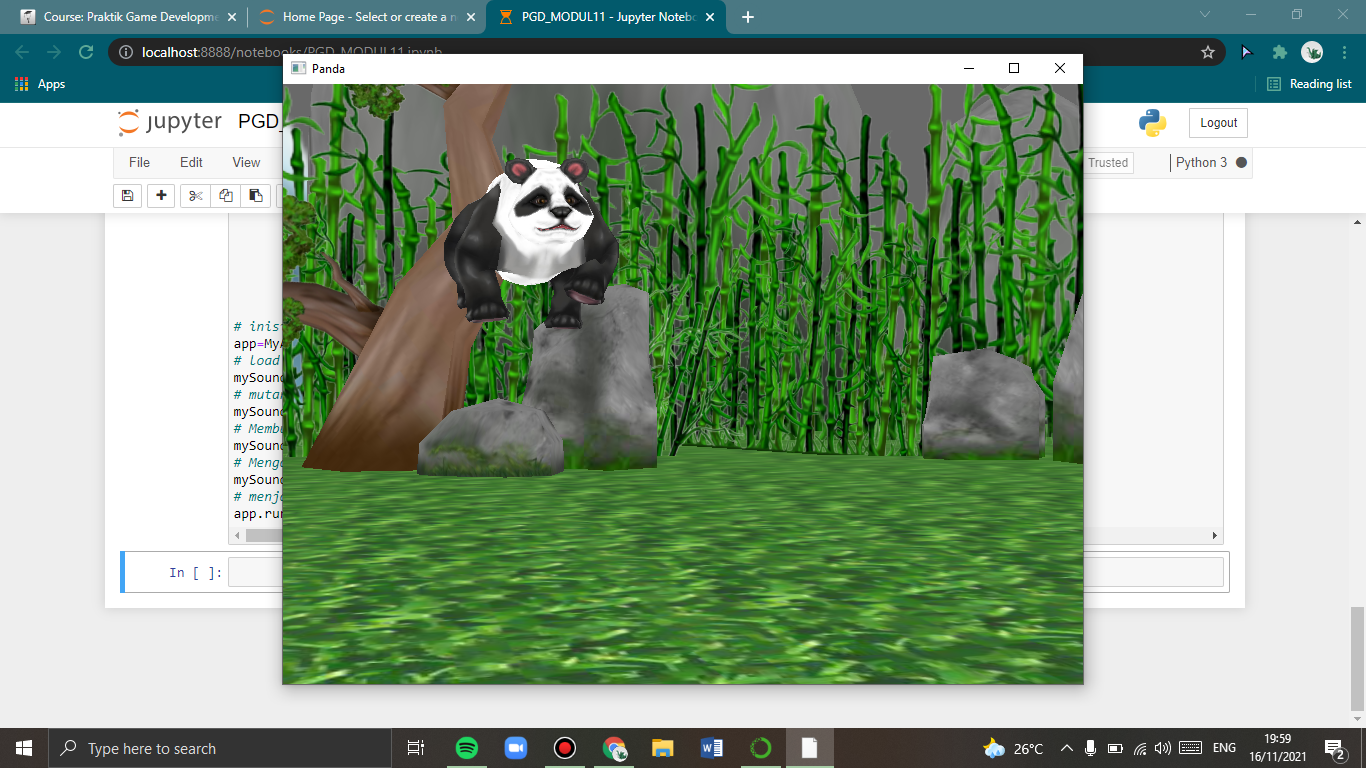 Course: Praktik Game Developme
Home Page - Select or create a n
PGD_MODUL11 - Jupyter Notebo
localhost:8888/notebooks/PGD_MODUL11.ipynb
Apps
Reading list
Panda
jupyter PGD_
Logout
File Edit View
Trusted
Python 3
# inis
app=MyA
# load
mySoun
# muta
mySoun
# Memb
mySoun
# Meng
mySoun
# menj
app.ru
In [ ]:
Type here to search
26°C
ENG
19:59
16/11/2021
2